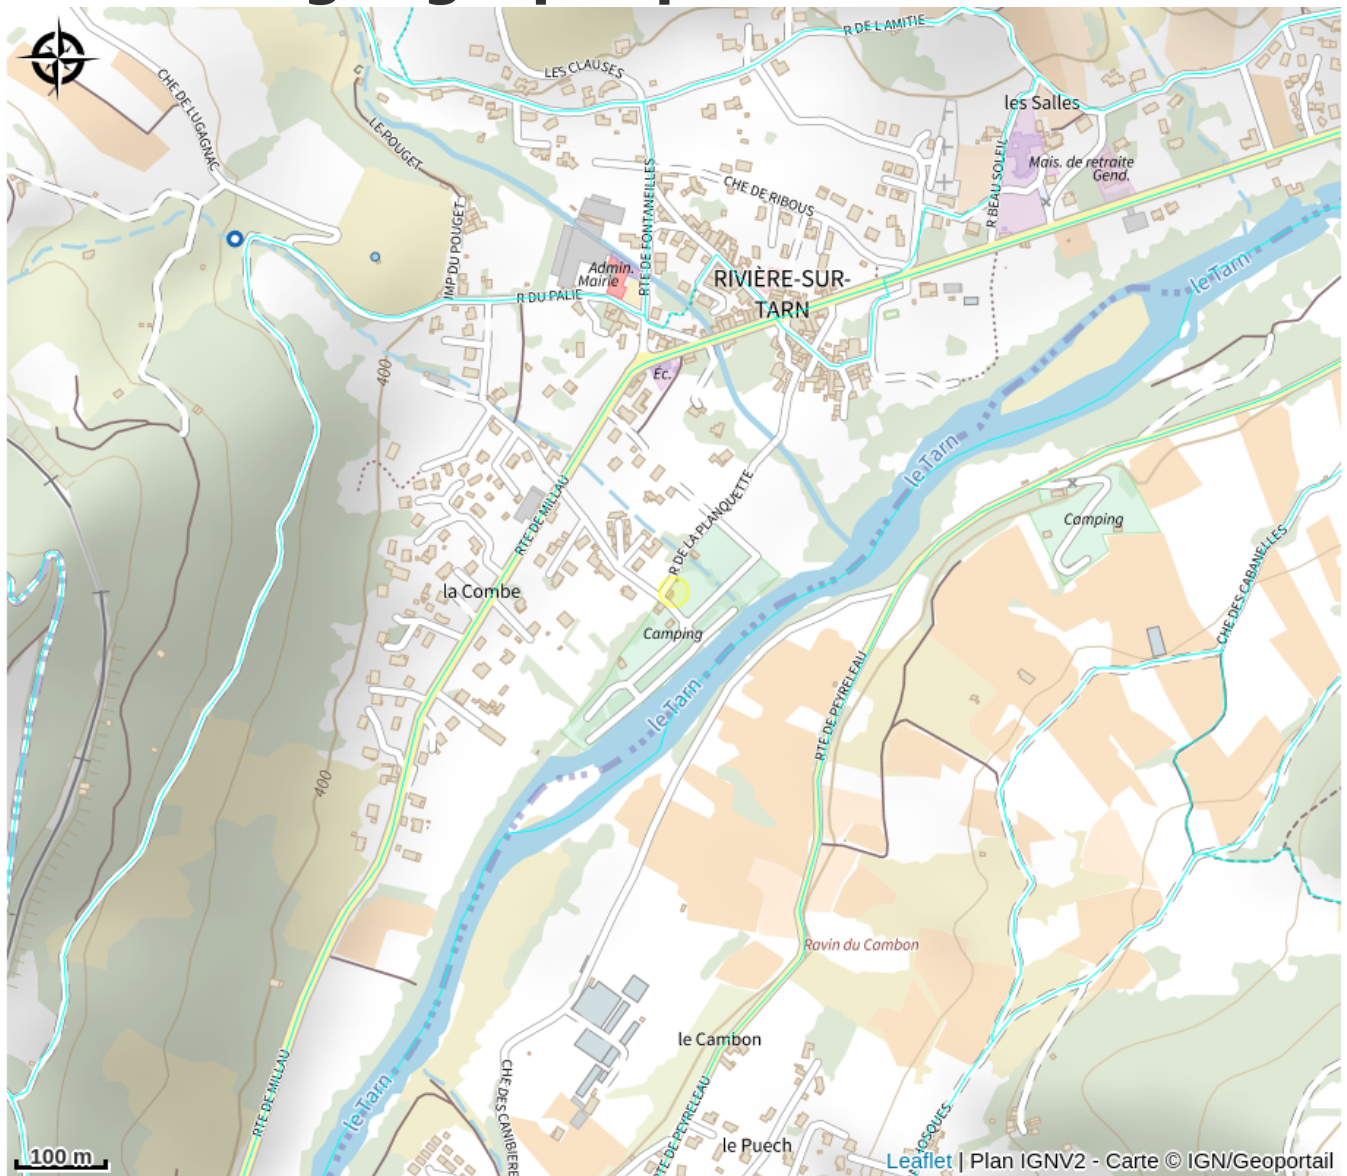 R DE L AMITIE
LES CLAUSES
CHE DE LUGAGNAC
les Salles
LE POUGET
Mais. de retraite
Gend.
RTE DE FONTANEILLES
CHE DE RIBOUS
R BEAU SOLEIL
IMP DU POUGET
Admin.
Mairie
RIVIÈRE-SUR-
TARN
le Tarn
R DU PALIE
400
Éc.
le Tarn
R DE LA PLANQUETTE
RTE DE MILLAU
Camping
CHE DES CABANELLES
la Combe
Camping
le Tarn
RTE DE PEYRELEAU
400
Ravin du Cambon
le Cambon
RTE DE MILLAU
le Tarn
CHE DES CANIBIERE
TE DE PEYRELEAU
le Puech
HOSQUES
100 m
Leaflet | Plan IGNV2 - Carte © IGN/Geoportail